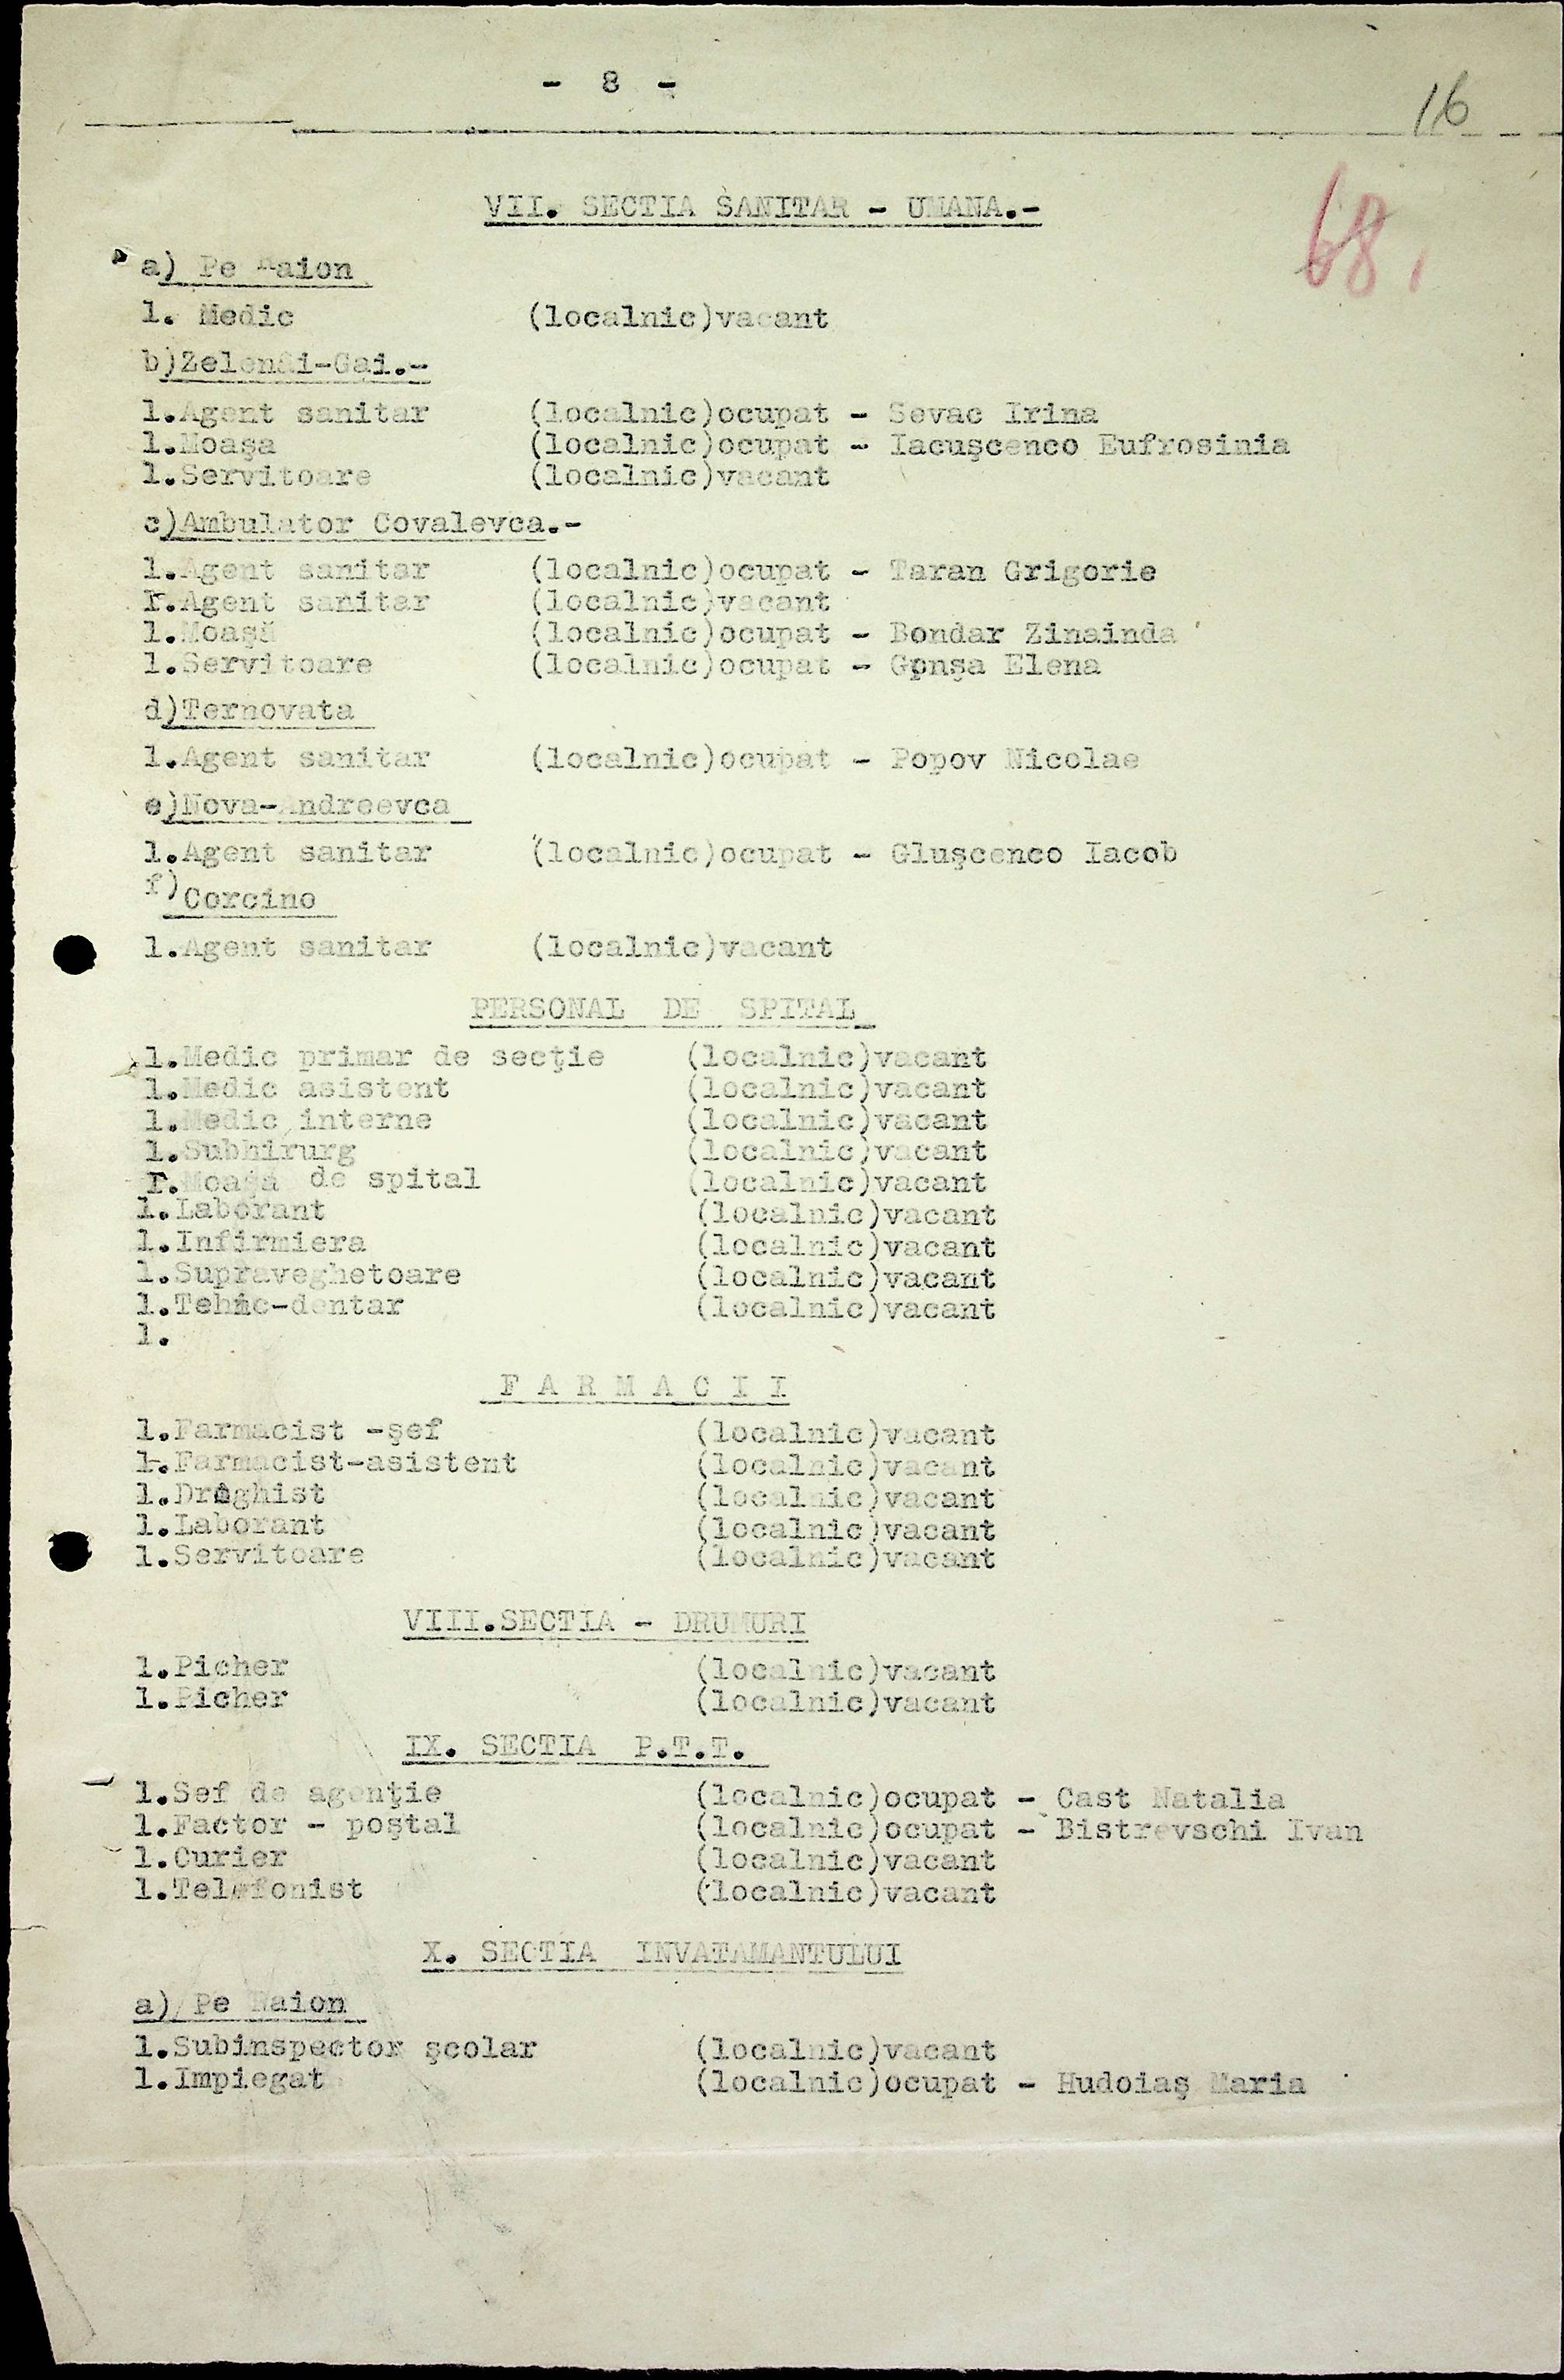 - 8 -
16
68.
VII. SECTIA SANITAR - UMANA.-
a) Pe Raion
1. Medic (localnic)vacant
b)Zelenâi-Gai.-
1.Agent sanitar (localnic)ocupat - Sevac Irina
1.Moaşa (localnic)ocupat - Iacuşcenco Eufrosinia
1.Servitoare (localnic)vacant
c)Ambulator Covalevca.-
1.Agent sanitar (localnic)ocupat - Taran Grigorie
1.Agent sanitar (localnic)vacant
1.Moaşă (localnic)ocupat - Bondar Zinainda
1.Servitoare (localnic)ocupat - Gonşa Elena
d)Ternovata
1.Agent sanitar (localnic)ocupat - Popov Nicolae
e)Nova-Andreevca
1.Agent sanitar (localnic)ocupat - Gluşcenco Iacob
f)Corcino
1.Agent sanitar (localnic)vacant
PERSONAL DE SPITAL
1.Medic primar de secţie (localnic)vacant
1.Medic asistent (localnic)vacant
1.Medic interne (localnic)vacant
1.Subhirurg (localnic)vacant
1.Moaşă de spital (localnic)vacant
1.Laborant (localnic)vacant
1.Infirmiera (localnic)vacant
1.Supraveghetoare (localnic)vacant
1.Tehic-dentar (localnic)vacant
1.
F A R M A C I I
1.Farmacist -şef (localnic)vacant
1.Farmacist-asistent (localnic)vacant
1.Droghist (localnic)vacant
1.Laborant (localnic)vacant
1.Servitoare (localnic)vacant
VIII.SECTIA - DRUMURI
1.Picher (localnic)vacant
1.Picher (localnic)vacant
IX. SECTIA P.T.T.
1.Sef de agenţie (localnic)ocupat - Cast Natalia
1.Factor - poştal (localnic)ocupat - Bistrevschi Ivan
1.Curier (localnic)vacant
1.Telefonist (localnic)vacant
X. SECTIA INVATAMANTULUI
a) Pe Raion
1.Subinspector şcolar (localnic)vacant
1.Impiegat (localnic)ocupat - Hudoiaş Maria